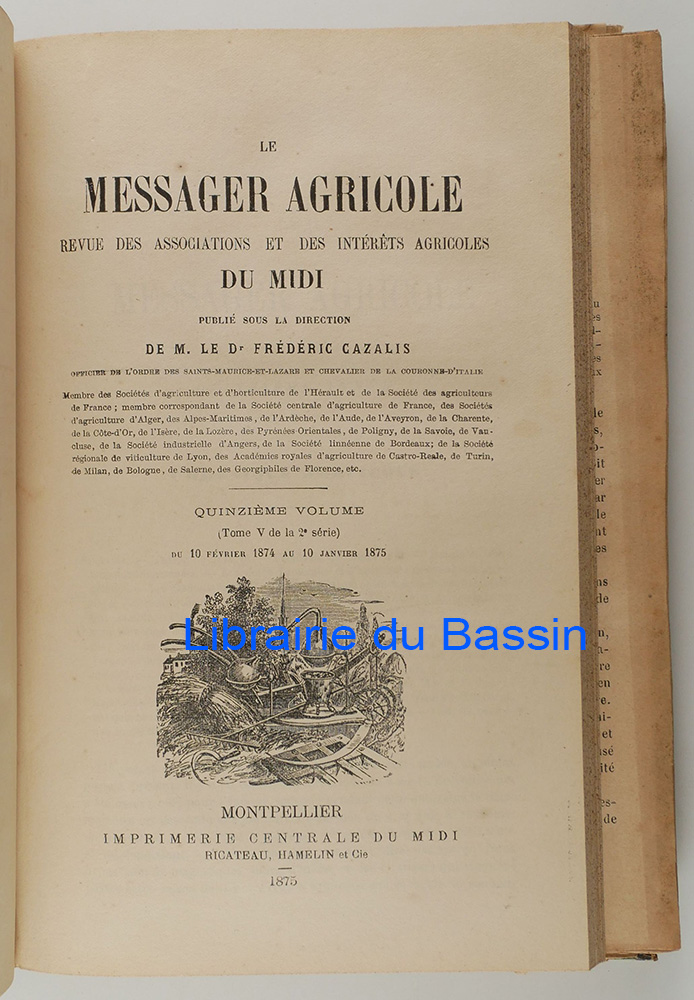 LE
MESSAGER AGRICOLE
REVUE DES ASSOCIATIONS ET DES INTÉRÊTS AGRICOLES
DU MIDI
PUBLIÉ SOUS LA DIRECTION
DE M. LE Dr FRÉDÉRIC CAZALIS
OFFICIER DE L'ORDRE DES SAINTS-MAURICE-ET-LAZARE ET CHEVALIER DE LA COURONNE-D'ITALIE
Membre des Sociétés d'agriculture et d'horticulture de l'Hérault et de la Société des agriculteurs
de France ; membre correspondant de la Société centrale d'agriculture de France, des Sociétés
d'agriculture d'Alger, des Alpes-Maritimes, de l'Ardèche, de l'Aude, de l'Aveyron, de la Charente,
de la Côte-d'Or, de l'Isère, de la Lozère, des Pyrénées Orientales, de Poligny, de la Savoie, de Vau-
cluse, de la Société industrielle d'Angers, de la Société linnéenne de Bordeaux; de la Société
régionale de viticulture de Lyon, des Académies royales d'agriculture de Castro-Reale, de Turin,
de Milan, de Bologne, de Salerne, des Georgiphiles de Florence, etc.
QUINZIÈME VOLUME
(Tome V de la 2e série)
DU 10 FÉVRIER 1874 AU 10 JANVIER 1875
Librairie du Bassin
MONTPELLIER
IMPRIMERIE CENTRALE DU MIDI
RICATEAU, HAMELIN et Cie
1875